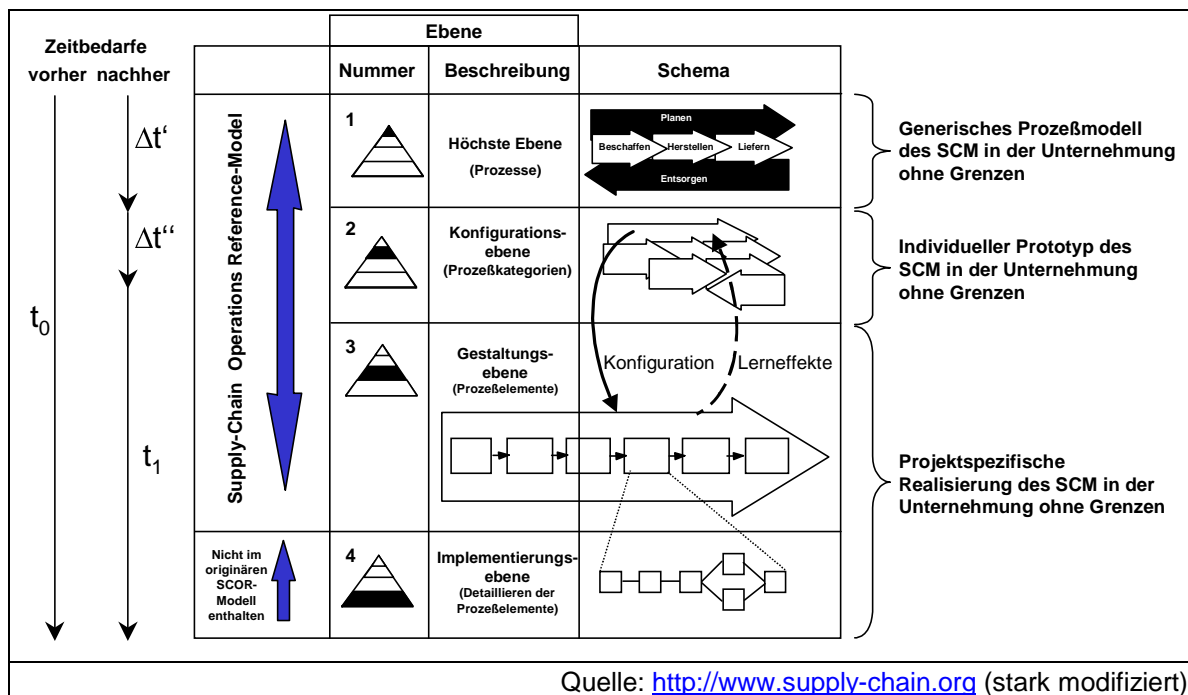 Zeitbedarfe
vorher nachher
t0
Δt‘
Δt‘‘
t1
Ebene
Nummer
Beschreibung
Schema
Supply-Chain Operations Reference-Model
1
Höchste Ebene
(Prozesse)
Planen
Beschaffen
Herstellen
Liefern
Entsorgen
Generisches Prozeßmodell
des SCM in der Unternehmung
ohne Grenzen
2
Konfigurations-
ebene
(Prozeßkategorien)
Individueller Prototyp des
SCM in der Unternehmung
ohne Grenzen
3
Gestaltungs-
ebene
(Prozeßelemente)
Konfiguration
Lerneffekte
Projektspezifische
Realisierung des SCM in der
Unternehmung ohne Grenzen
Nicht im
originären
SCOR-
Modell
enthalten
4
Implementierungs-
ebene
(Detaillieren der
Prozeßelemente)
Quelle: http://www.supply-chain.org (stark modifiziert)